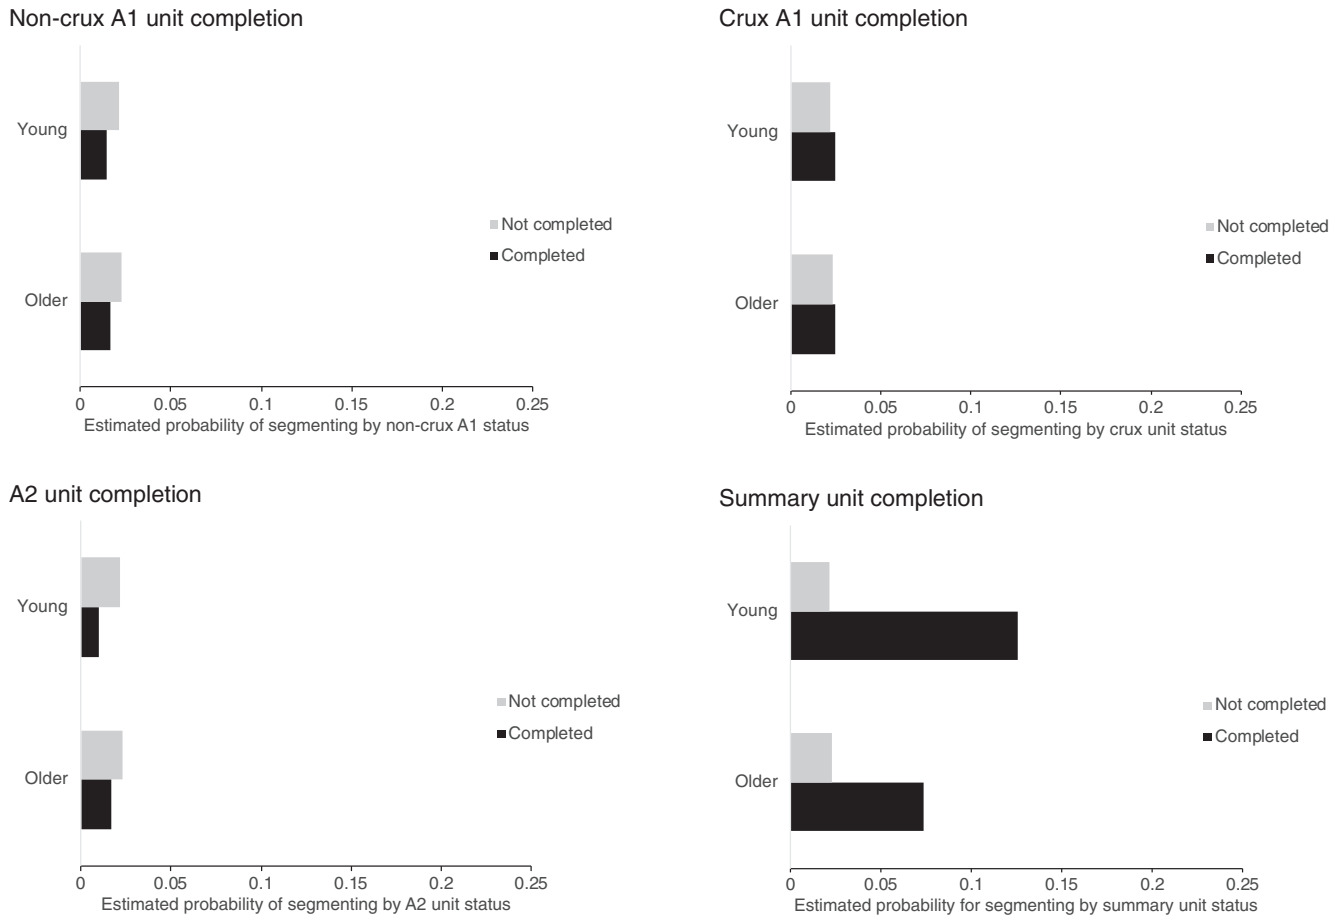 Non-crux A1 unit completion
Young
Older
Not completed
Completed
0 0.05 0.1 0.15 0.2 0.25
Estimated probability of segmenting by non-crux A1 status
Crux A1 unit completion
Young
Older
Not completed
Completed
0 0.05 0.1 0.15 0.2 0.25
Estimated probability of segmenting by crux unit status
A2 unit completion
Young
Older
Not completed
Completed
0 0.05 0.1 0.15 0.2 0.25
Estimated probability of segmenting by A2 unit status
Summary unit completion
Young
Older
Not completed
Completed
0 0.05 0.1 0.15 0.2 0.25
Estimated probability for segmenting by summary unit status